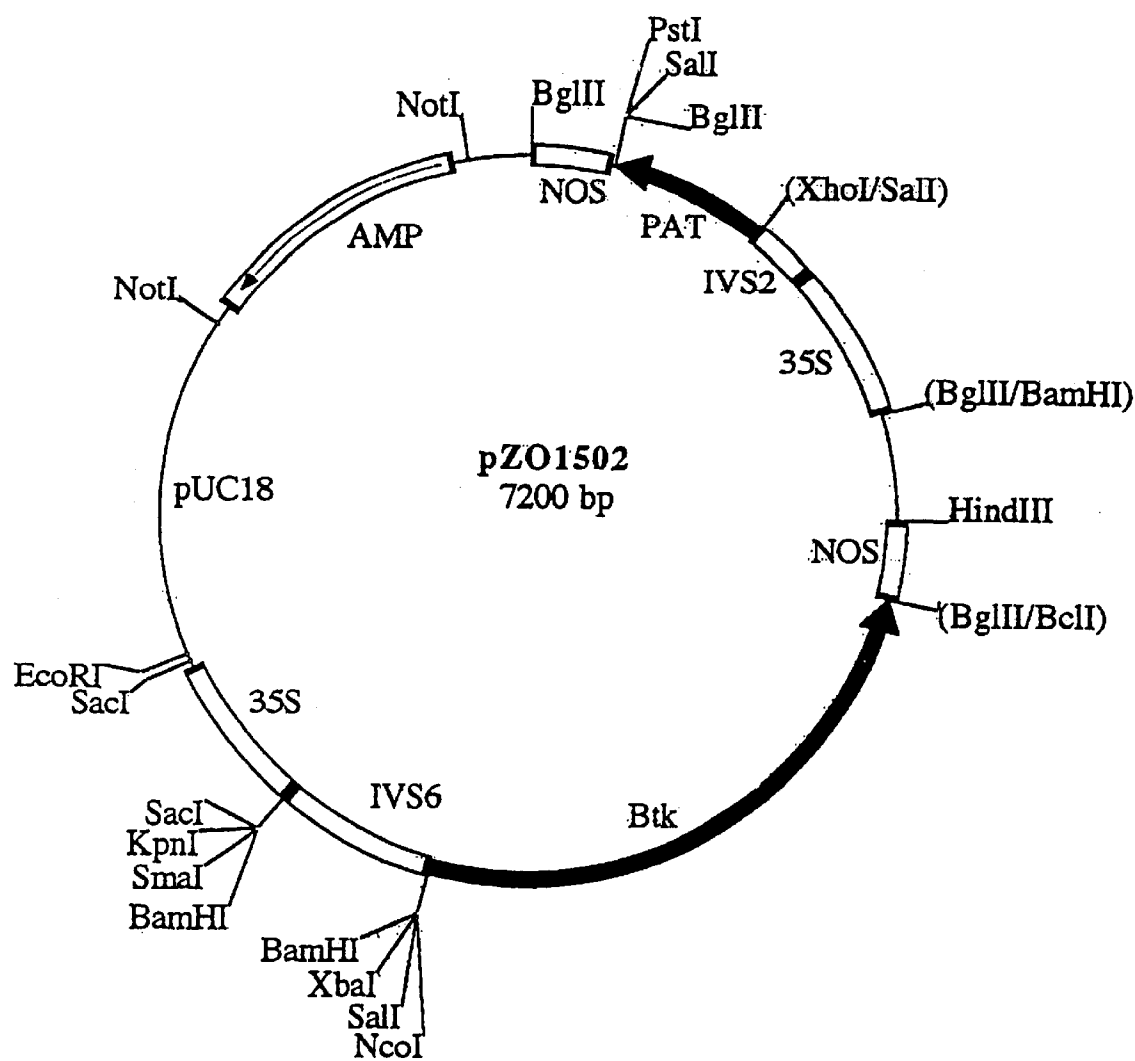 PstI
SalI
BglII
BglII
NotI
NOS
PAT
(XhoI/SalI)
AMP
IVS2
NotI
35S
(BglII/BamHI)
pZO1502
7200 bp
pUC18
HindIII
NOS
(BglII/BclI)
EcoRI
SacI
35S
IVS6
Btk
SacI
KpnI
SmaI
BamHI
BamHI
XbaI
SalI
NcoI